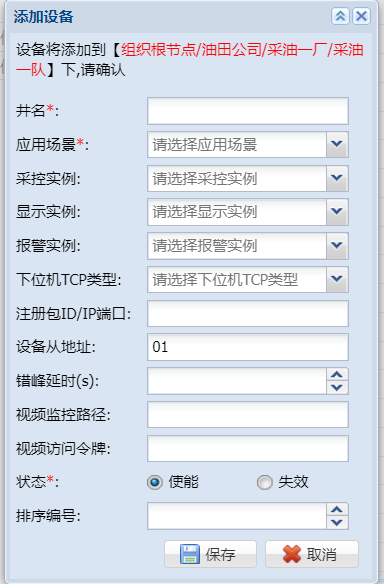 添加设备
设备将添加到【组织根节点/油田公司/采油一厂/采油
一队】下,请确认
井名*:
应用场景*: 请选择应用场景
采控实例: 请选择采控实例
显示实例: 请选择显示实例
报警实例: 请选择报警实例
下位机TCP类型: 请选择下位机TCP类型
注册包ID/IP端口:
设备从地址: 01
错峰延时(s):
视频监控路径:
视频访问令牌:
状态*: 使能 失效
排序编号:
保存 取消